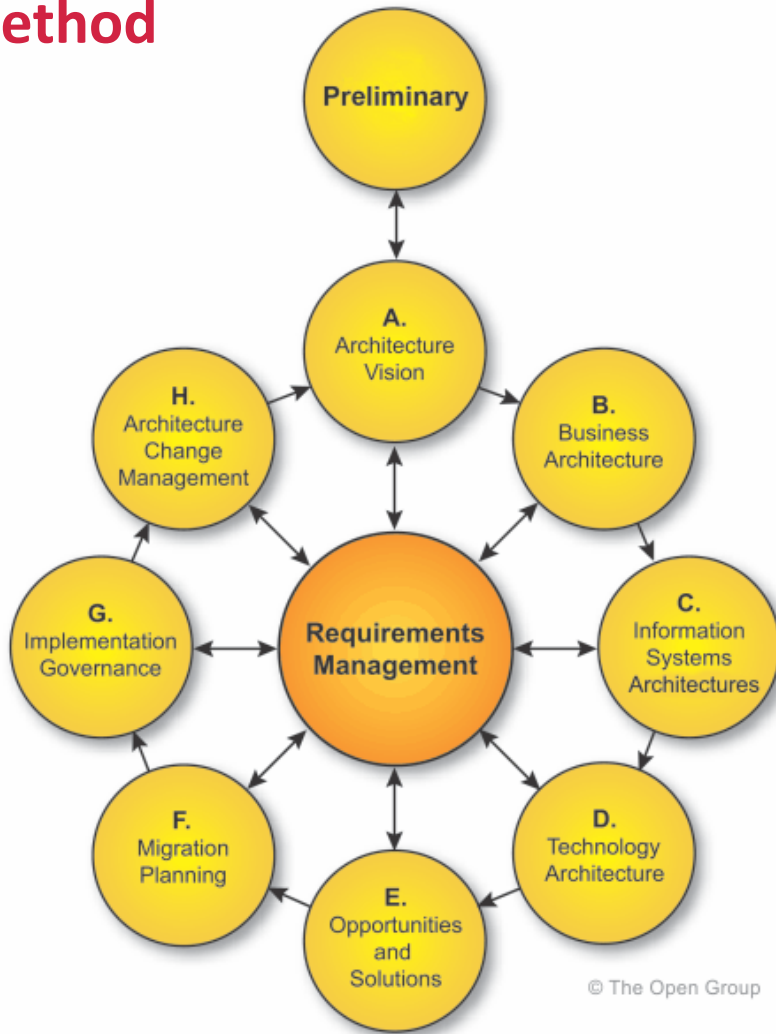 ethod
Preliminary
A.
Architecture
Vision
B.
Business
Architecture
C.
Information
Systems
Architectures
D.
Technology
Architecture
E.
Opportunities
and
Solutions
F.
Migration
Planning
G.
Implementation
Governance
H.
Architecture
Change
Management
Requirements
Management
© The Open Group